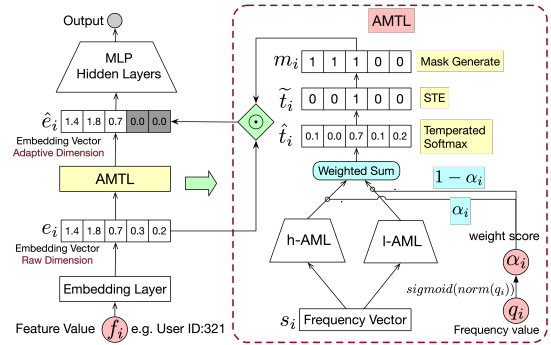 Output
MLP
Hidden Layers
ê_i 1.4 1.8 0.7 0.0 0.0
Embedding Vector
Adaptive Dimension
AMTL
e_i 1.4 1.8 0.7 0.3 0.2
Embedding Vector
Raw Dimension
Embedding Layer
Feature Value f_i e.g. User ID:321
AMTL
m_i 1 1 1 0 0 Mask Generate
t̃_i 0 0 1 0 0 STE
t̂_i 0.1 0.0 0.7 0.1 0.2 Temperated
Softmax
Weighted Sum
1 − α_i
α_i
h-AML
l-AML
weight score
α_i
sigmoid(norm(q_i))
q_i
Frequency value
s_i Frequency Vector